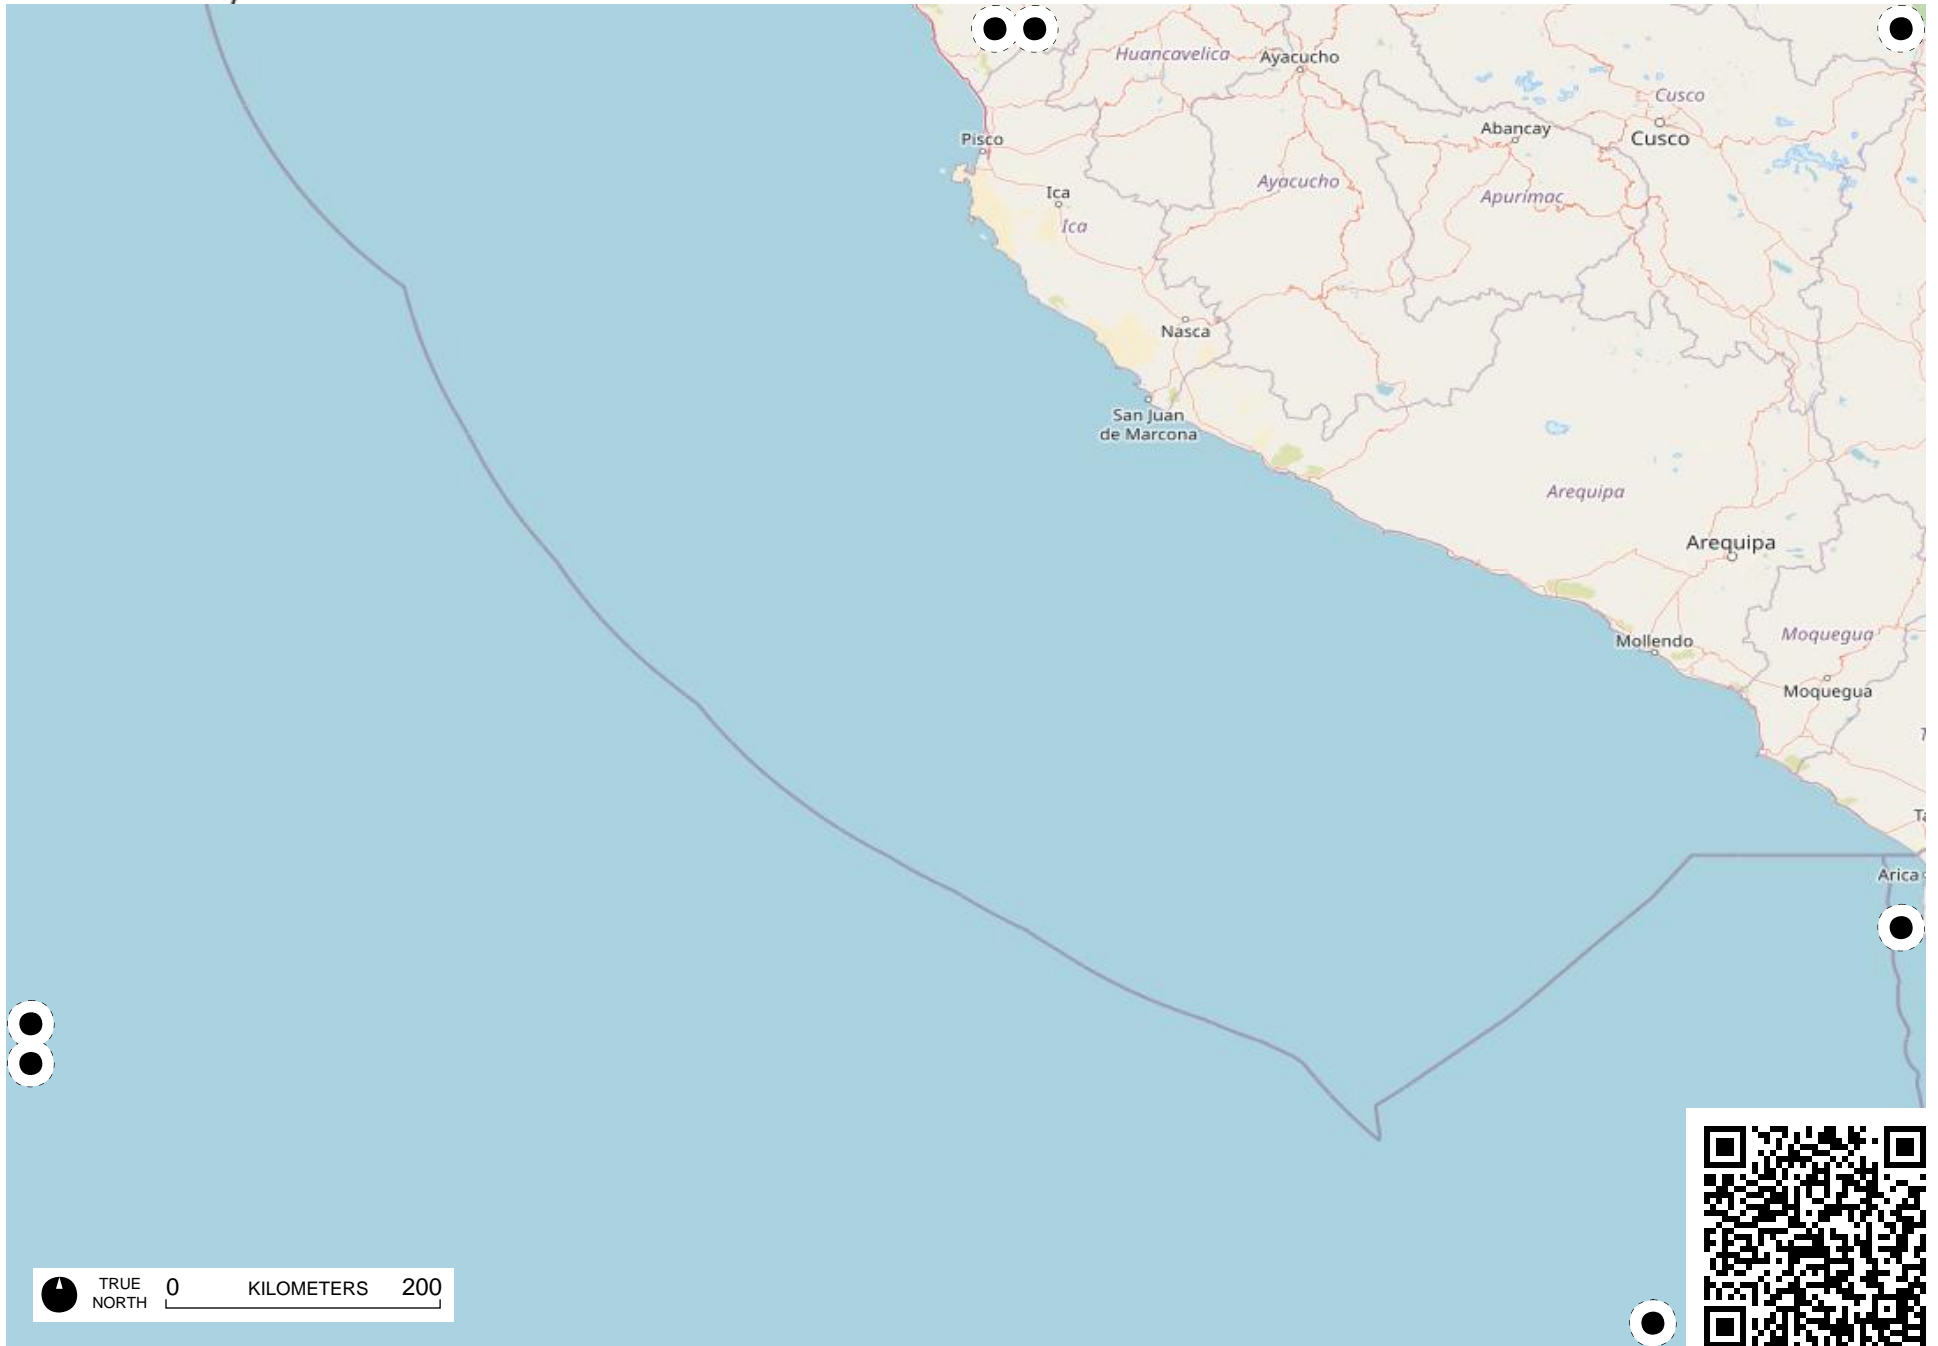 Huancavelica
Ayacucho
Cusco
Pisco
Abancay
Cusco
Ica
Ayacucho
Apurímac
Ica
Nasca
San Juan
de Marcona
Arequipa
Arequipa
Mollendo
Moquegua
Moquegua
Arica
TRUE
NORTH
0 KILOMETERS 200